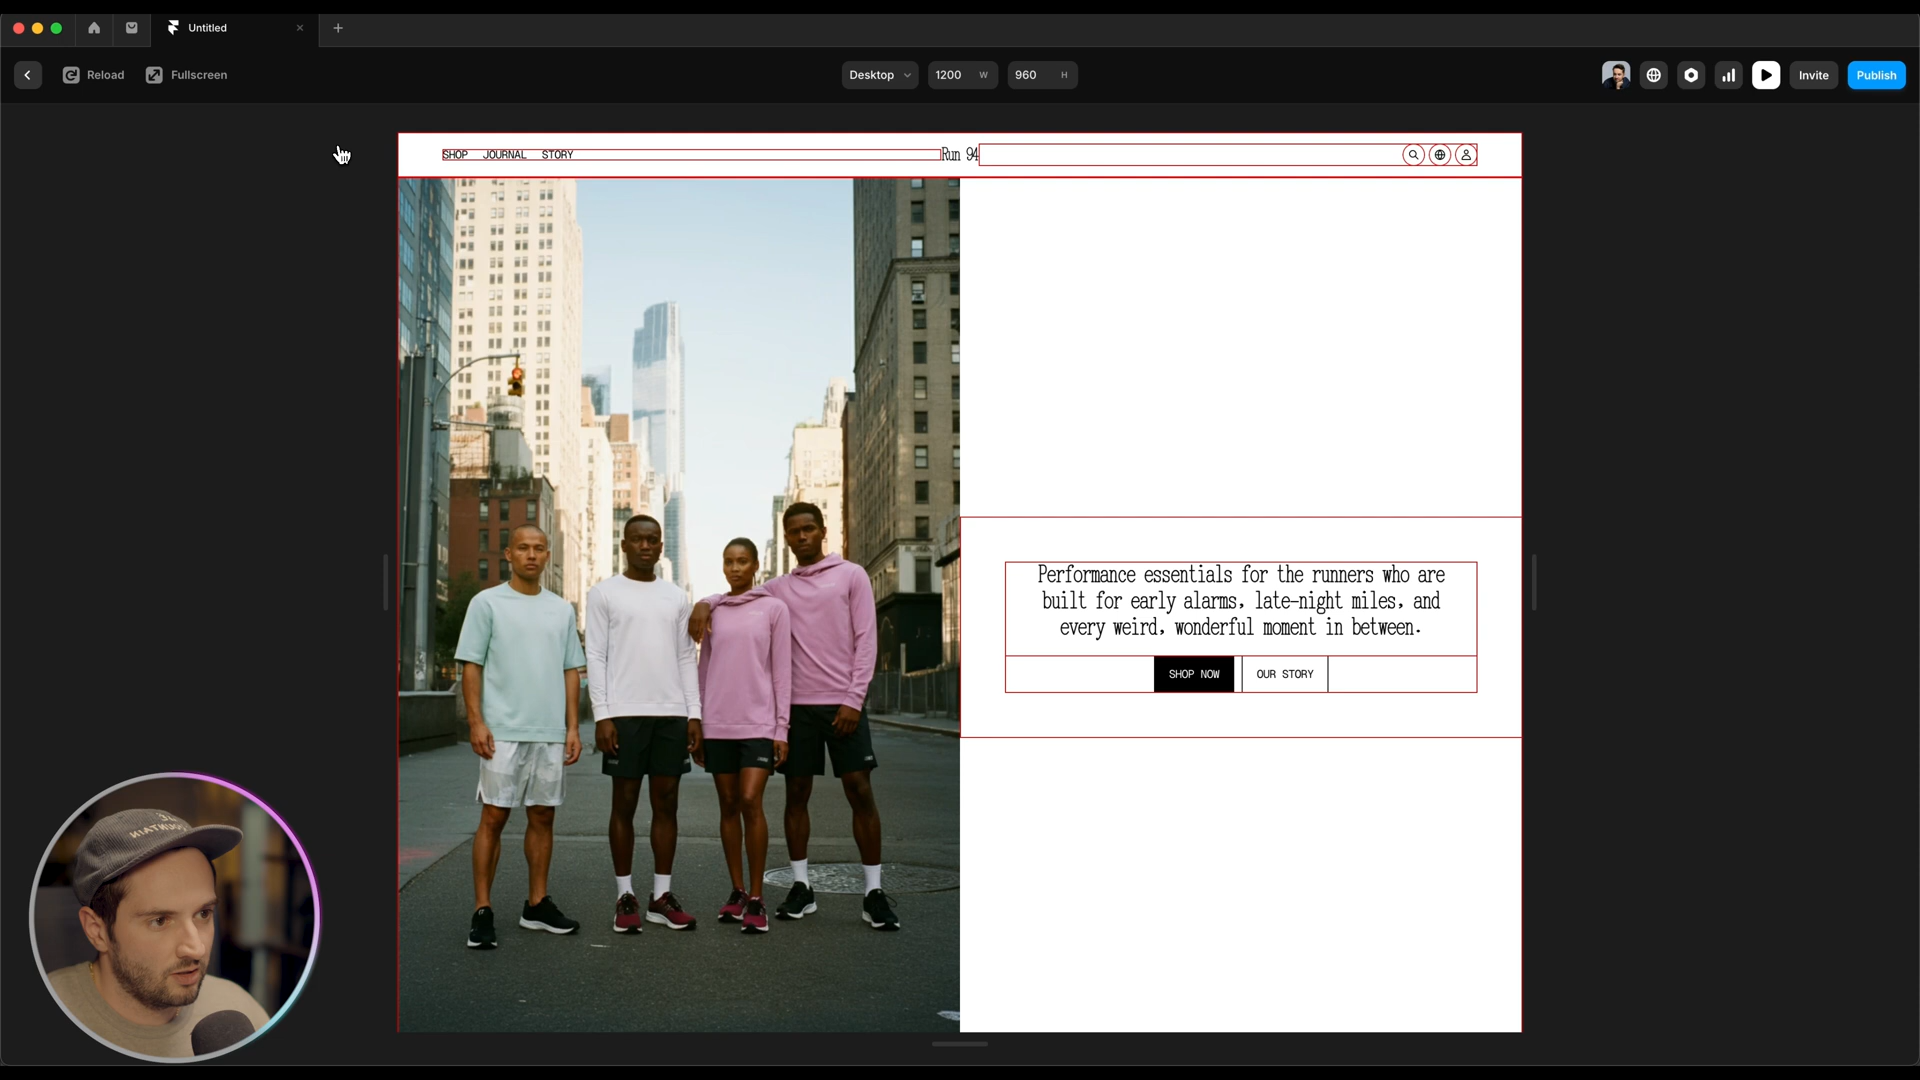 Untitled
Reload
Fullscreen
Desktop
1200 W
960 H
Invite
Publish
SHOP JOURNAL STORY
Run 94
Performance essentials for the runners who are
built for early alarms, late-night miles, and
every weird, wonderful moment in between.
SHOP NOW
OUR STORY